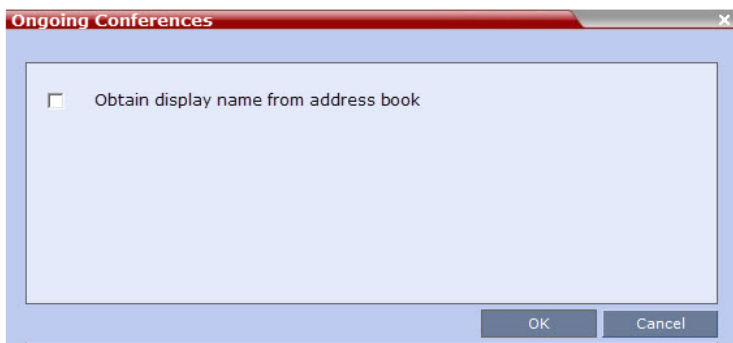 Ongoing Conferences
Obtain display name from address book
OK
Cancel